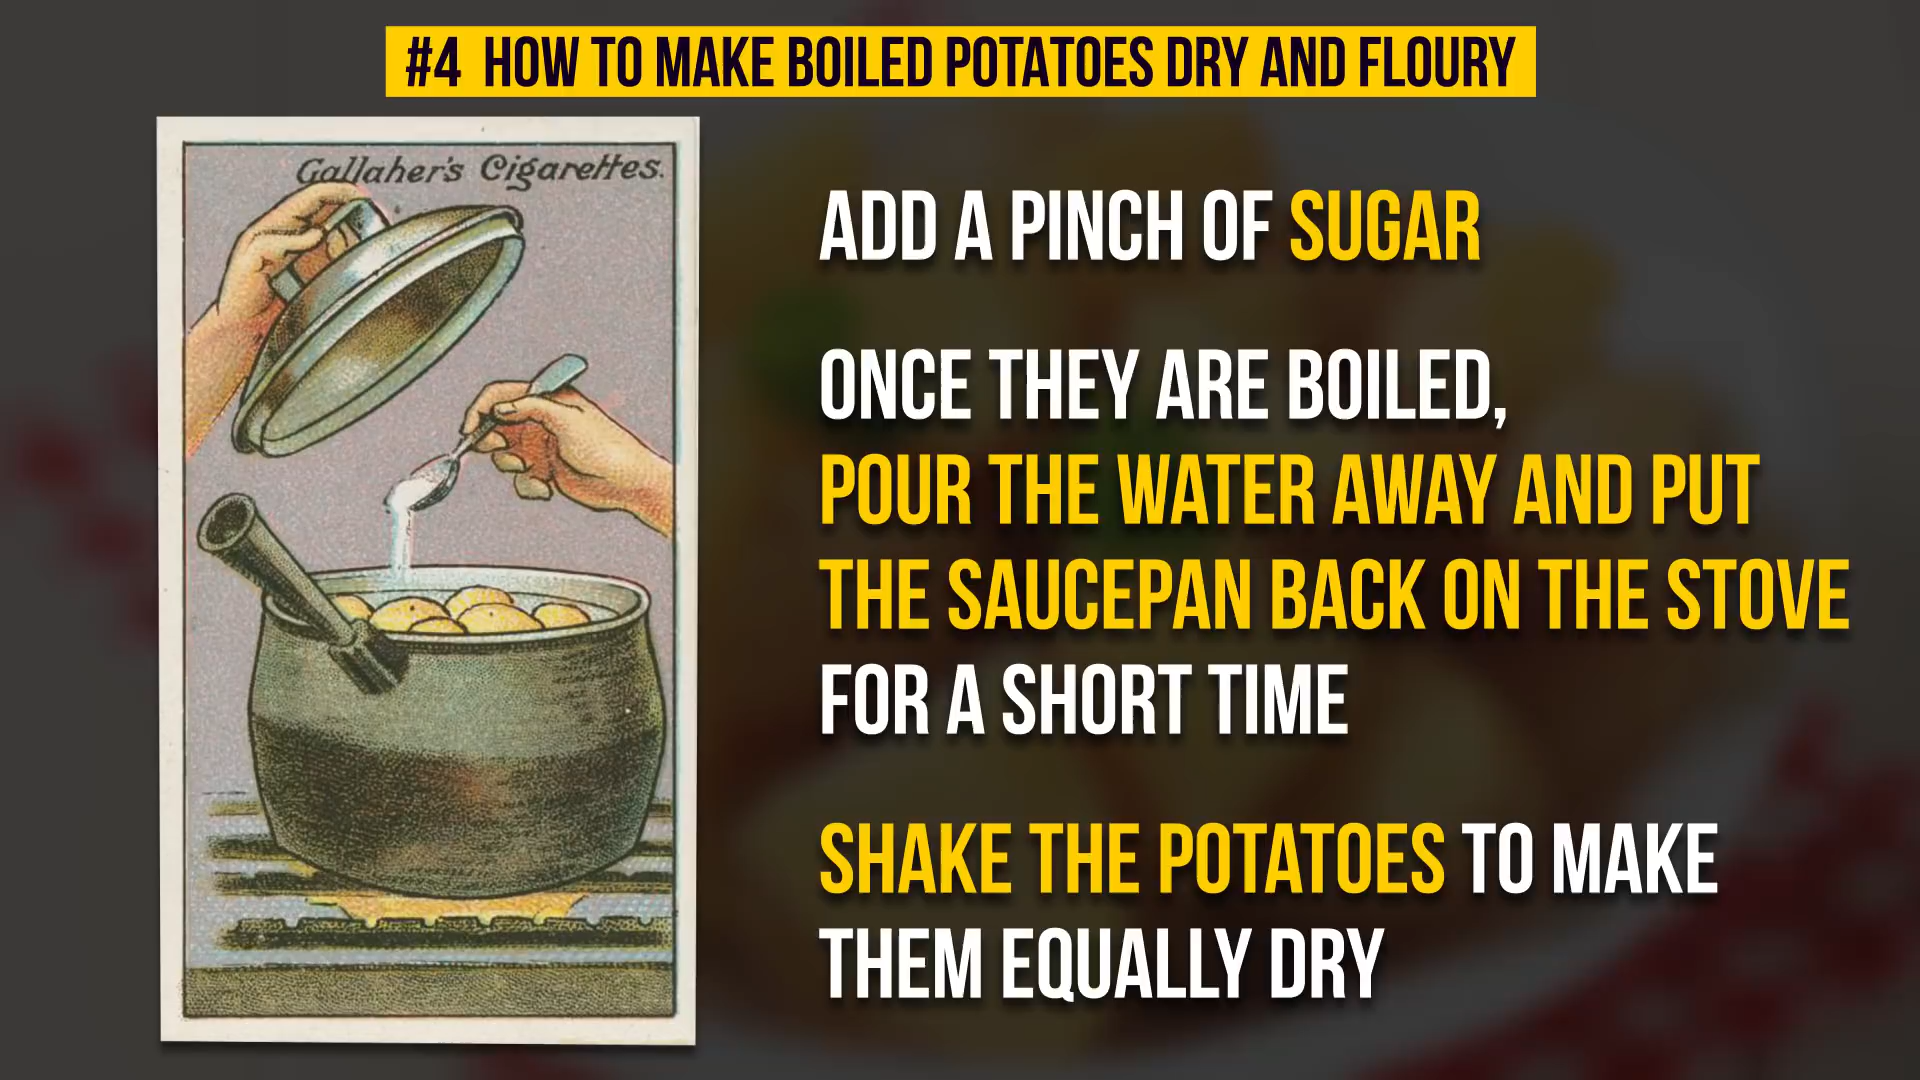 #4 HOW TO MAKE BOILED POTATOES DRY AND FLOURY
Gallaher's Cigarettes.
ADD A PINCH OF SUGAR
ONCE THEY ARE BOILED,
POUR THE WATER AWAY AND PUT
THE SAUCEPAN BACK ON THE STOVE
FOR A SHORT TIME
SHAKE THE POTATOES TO MAKE
THEM EQUALLY DRY